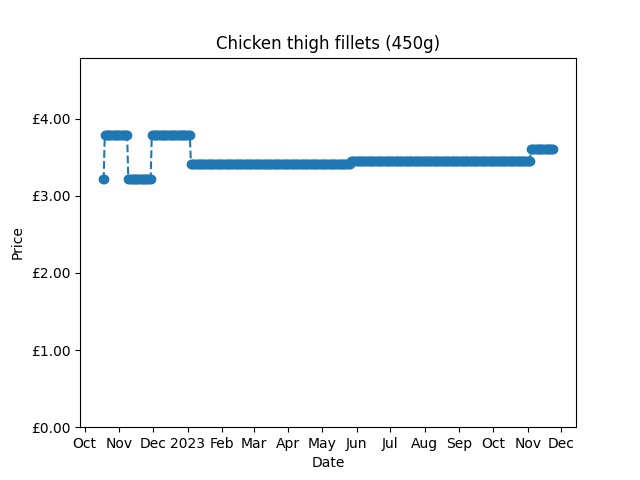 Chicken thigh fillets (450g)
£4.00
£3.00
£2.00
£1.00
£0.00
Price
Oct Nov Dec 2023 Feb Mar Apr May Jun Jul Aug Sep Oct Nov Dec
Date